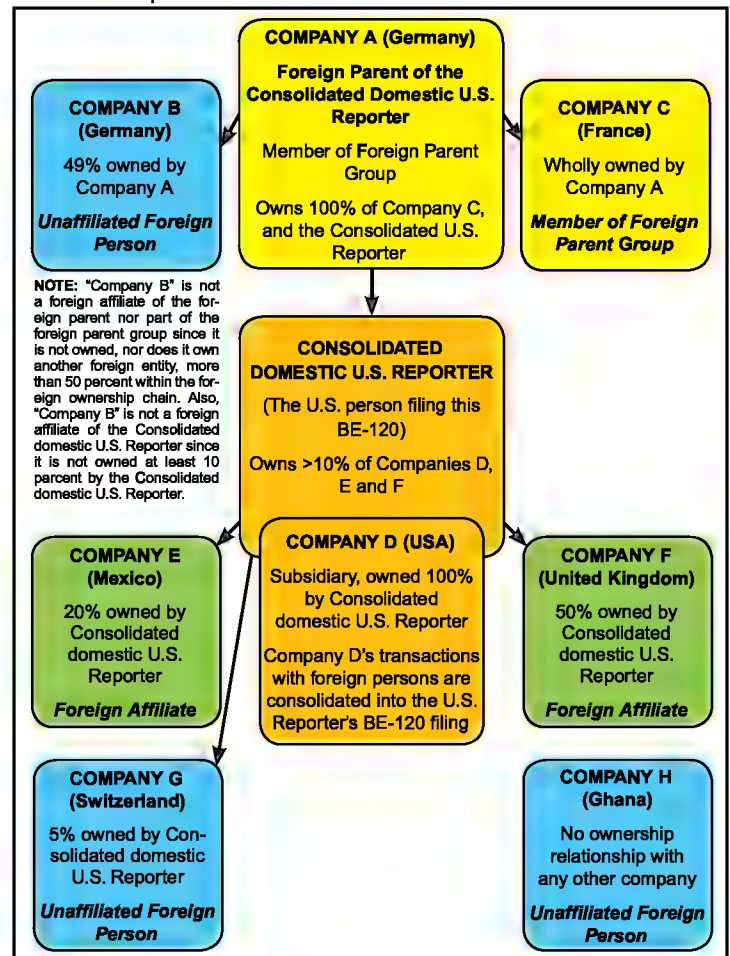 COMPANY A (Germany)
Foreign Parent of the
Consolidated Domestic U.S.
Reporter
Member of Foreign Parent
Group
Owns 100% of Company C,
and the Consolidated U.S.
Reporter
COMPANY B
(Germany)
49% owned by
Company A
Unaffiliated Foreign
Person
COMPANY C
(France)
Wholly owned by
Company A
Member of Foreign
Parent Group
NOTE: "Company B" is not
a foreign affiliate of the for-
eign parent nor part of the
foreign parent group since it
is not owned, nor does it own
another foreign entity, more
than 50 percent within the for-
eign ownership chain. Also,
"Company B" is not a foreign
affiliate of the Consolidated
domestic U.S. Reporter since
it is not owned at least 10
parcent by the Consolidated
domestic U.S. Reporter.
CONSOLIDATED
DOMESTIC U.S. REPORTER
(The U.S. person filing this
BE-120)
Owns >10% of Companies D,
E and F
COMPANY E
(Mexico)
20% owned by
Consolidated
domestic U.S.
Reporter
Foreign Affiliate
COMPANY D (USA)
Subsidiary, owned 100%
by Consolidated
domestic U.S. Reporter
Company D's transactions
with foreign persons are
consolidated into the U.S.
Reporter's BE-120 filing
COMPANY F
(United Kingdom)
50% owned by
Consolidated
domestic U.S.
Reporter
Foreign Affiliate
COMPANY G
(Switzerland)
5% owned by Con-
solidated domestic
U.S. Reporter
Unaffiliated Foreign
Person
COMPANY H
(Ghana)
No ownership
relationship with
any other company
Unaffiliated Foreign
Person